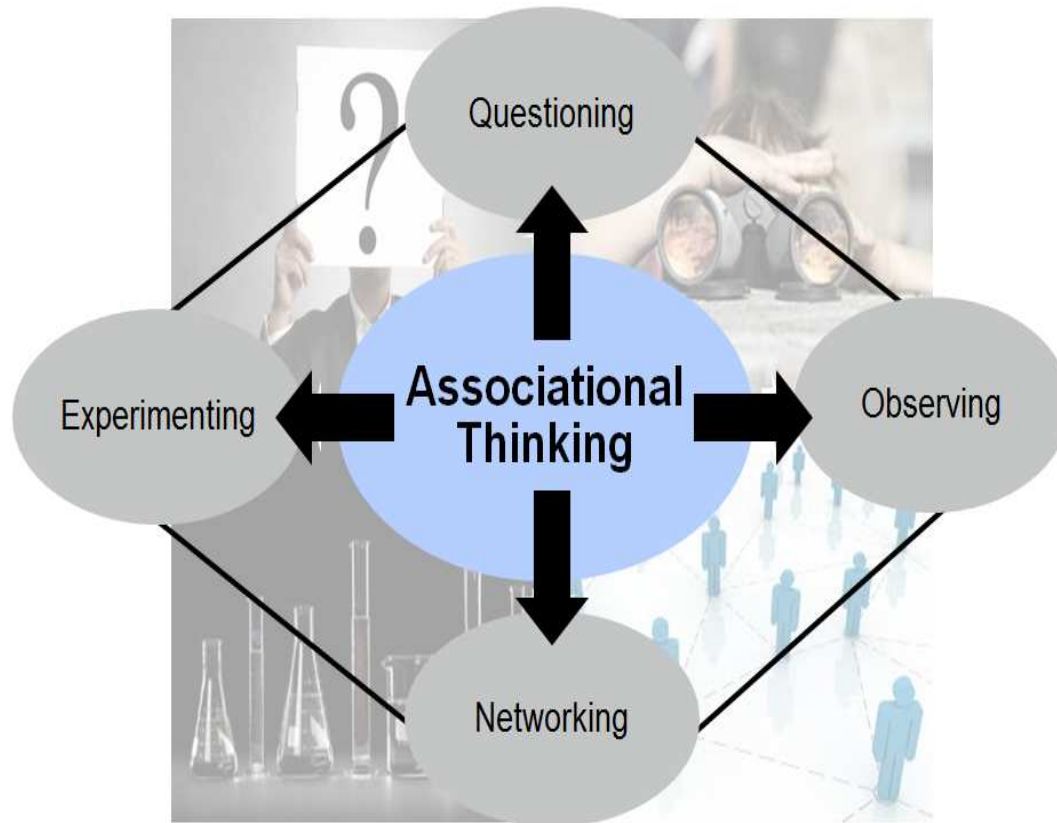 ?
Questioning
Experimenting
Associational
Thinking
Observing
Networking